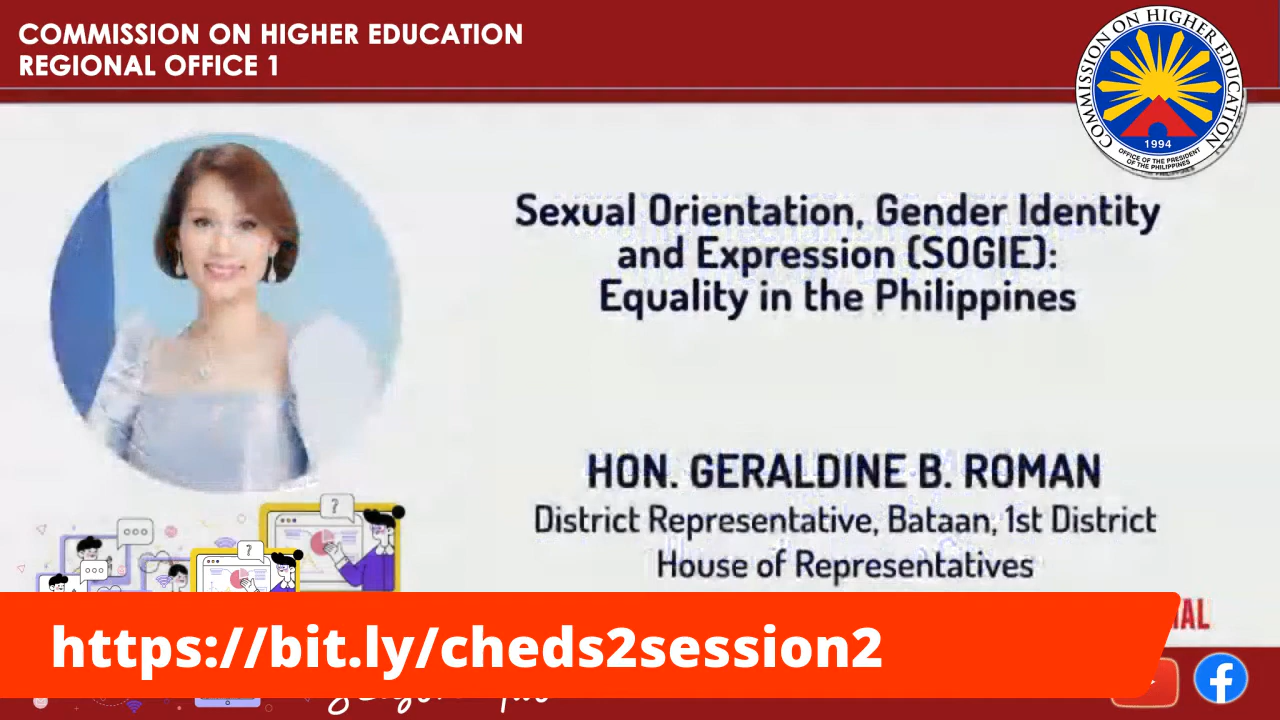 COMMISSION ON HIGHER EDUCATION
REGIONAL OFFICE 1
COMMISSION ON HIGHER EDUCATION
1994
OFFICE OF THE PRESIDENT
OF THE PHILIPPINES
Sexual Orientation, Gender Identity
and Expression (SOGIE):
Equality in the Philippines
HON. GERALDINE B. ROMAN
District Representative, Bataan, 1st District
House of Representatives
?
?
https://bit.ly/cheds2session2